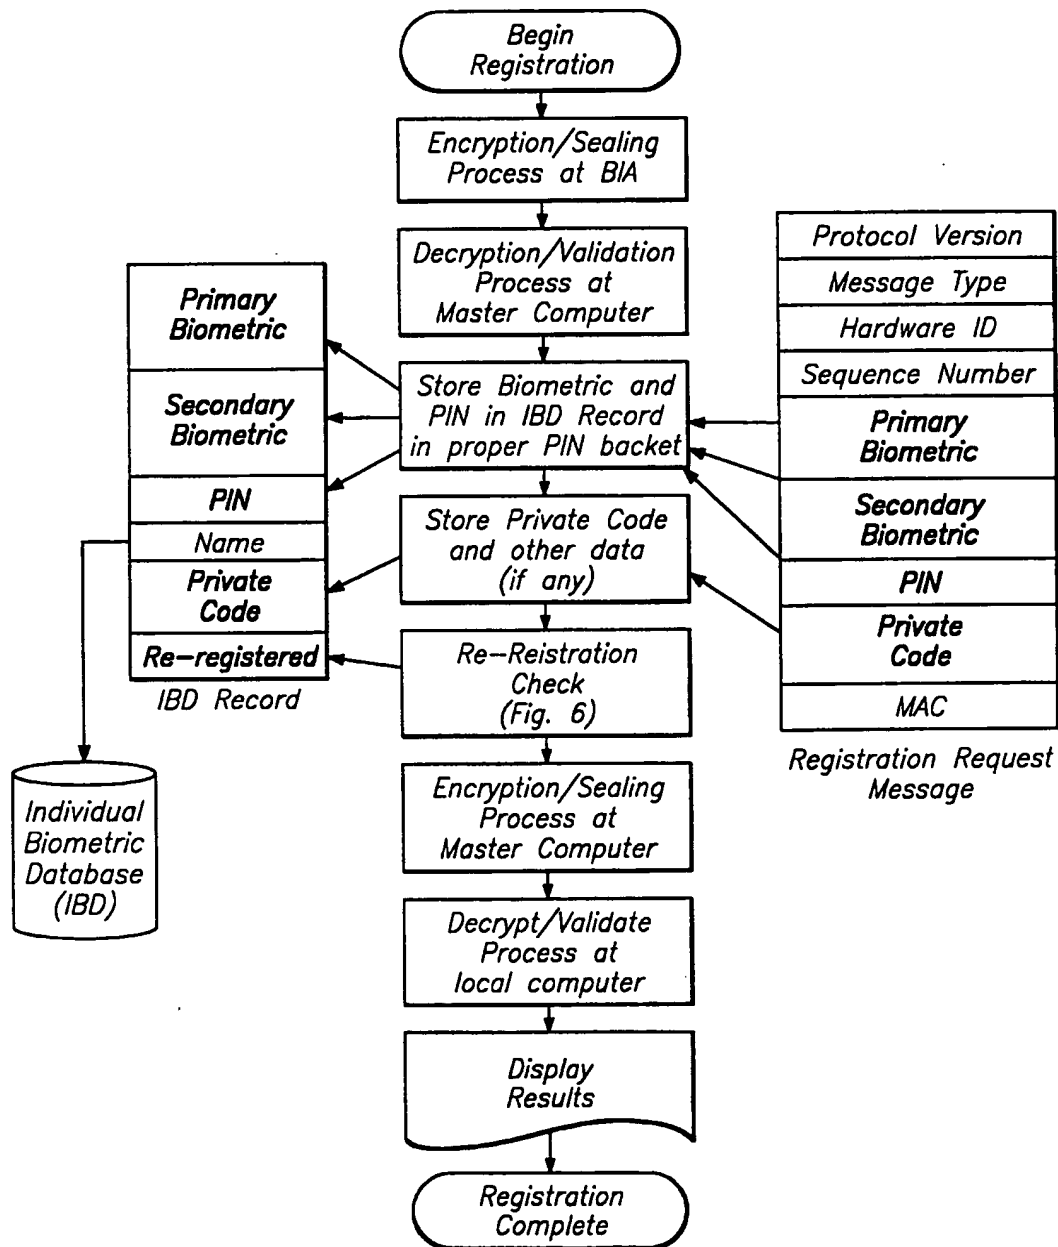 Begin
Registration
Encryption/Sealing
Process at BIA
Decryption/Validation
Process at
Master Computer
Store Biometric and
PIN in IBD Record
in proper PIN backet
Store Private Code
and other data
(if any)
Re-Reistration
Check
(Fig. 6)
Encryption/Sealing
Process at
Master Computer
Decrypt/Validate
Process at
local computer
Display
Results
Registration
Complete
Primary
Biometric
Secondary
Biometric
PIN
Name
Private
Code
Re-registered
IBD Record
Individual
Biometric
Database
(IBD)
Protocol Version
Message Type
Hardware ID
Sequence Number
Primary
Biometric
Secondary
Biometric
PIN
Private
Code
MAC
Registration Request
Message